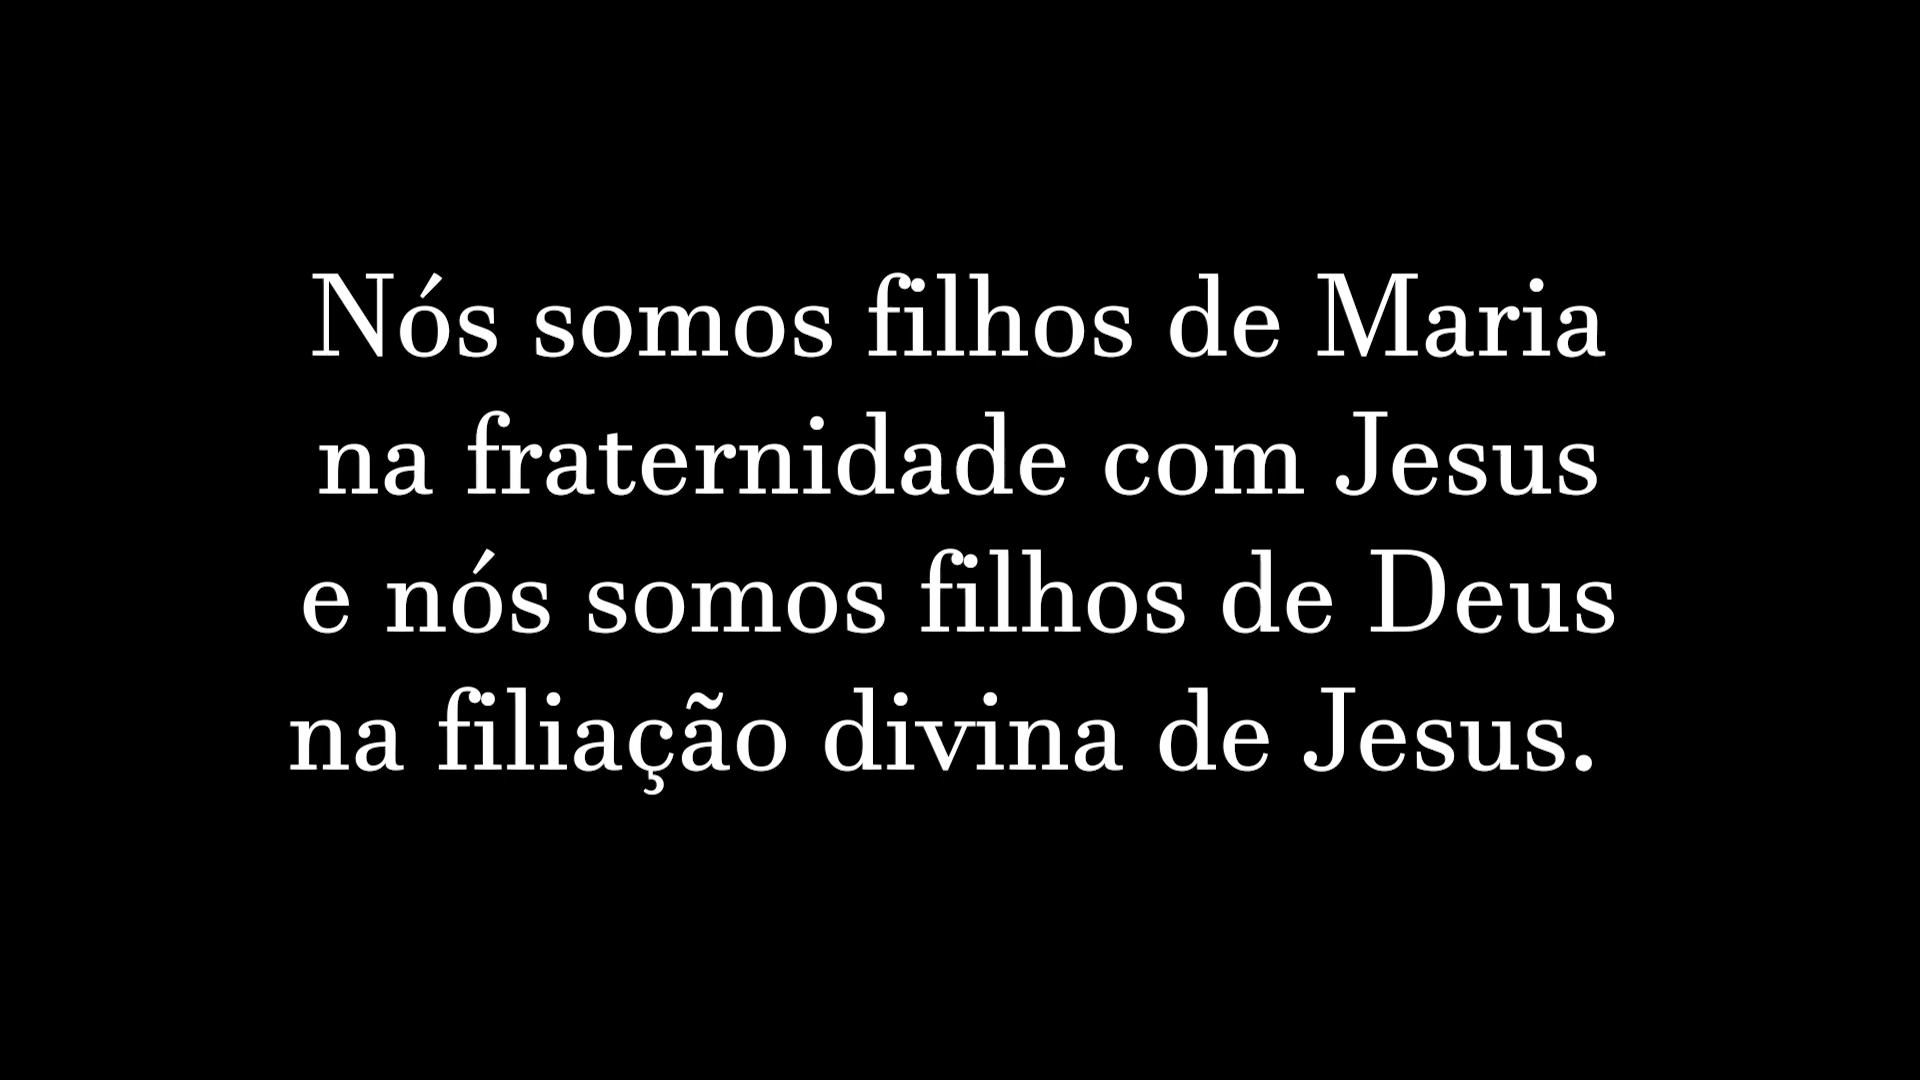 Nós somos filhos de Maria
na fraternidade com Jesus
e nós somos filhos de Deus
na filiação divina de Jesus.